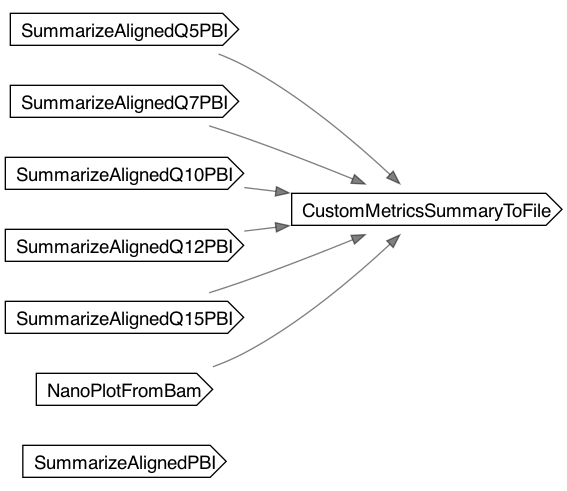 SummarizeAlignedQ5PBI
SummarizeAlignedQ7PBI
SummarizeAlignedQ10PBI
CustomMetricsSummaryToFile
SummarizeAlignedQ12PBI
SummarizeAlignedQ15PBI
NanoPlotFromBam
SummarizeAlignedPBI